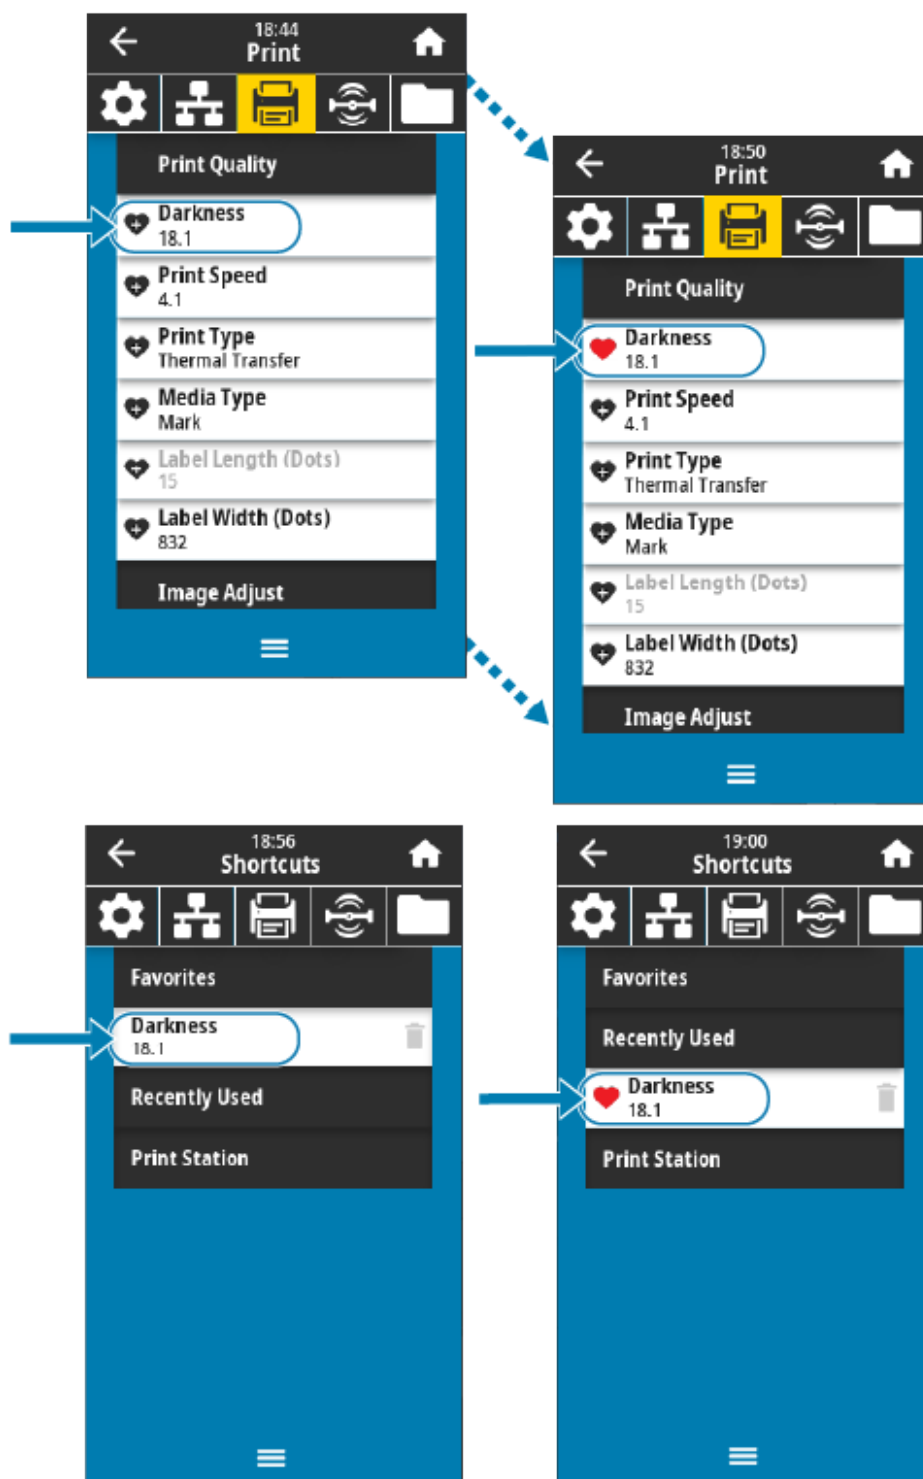 18:44
Print
Print Quality
Darkness
18.1
Print Speed
4.1
Print Type
Thermal Transfer
Media Type
Mark
Label Length (Dots)
15
Label Width (Dots)
832
Image Adjust
18:50
Print
Print Quality
Darkness
18.1
Print Speed
4.1
Print Type
Thermal Transfer
Media Type
Mark
Label Length (Dots)
15
Label Width (Dots)
832
Image Adjust
18:56
Shortcuts
Favorites
Darkness
18.1
Recently Used
Print Station
19:00
Shortcuts
Favorites
Recently Used
Darkness
18.1
Print Station